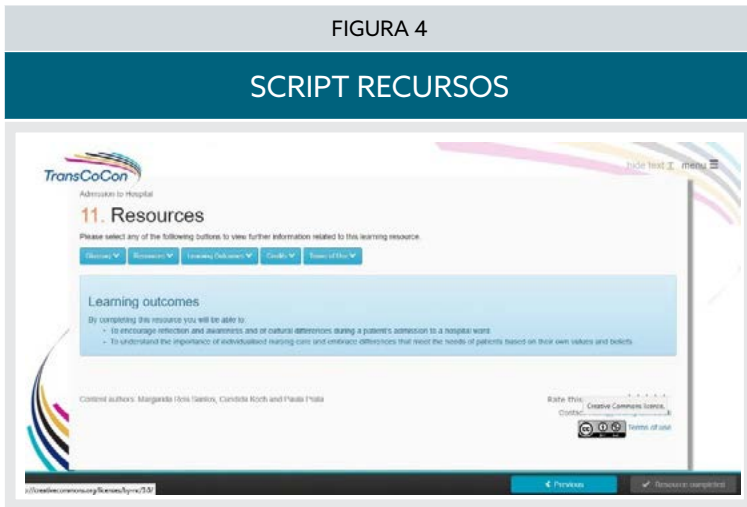 FIGURA 4
SCRIPT RECURSOS
TransCoCon
hide text menu
Admission to Hospital
11. Resources
Please select any of the following buttons to view further information related to this learning resource.
Glossary Resources Learning Outcomes Credits Terms of Use
Learning outcomes
By completing this resource you will be able to:
• To encourage reflection and awareness and of cultural differences during a patient's admission to a hospital ward
• To understand the importance of individualised nursing care and embrace differences that meet the needs of patients based on their own values and beliefs
Content authors: Margarida Reis Santos, Candida Koch and Paula Prata
Rate this
Creative Commons licence.
Terms of use
Previous Resource completed